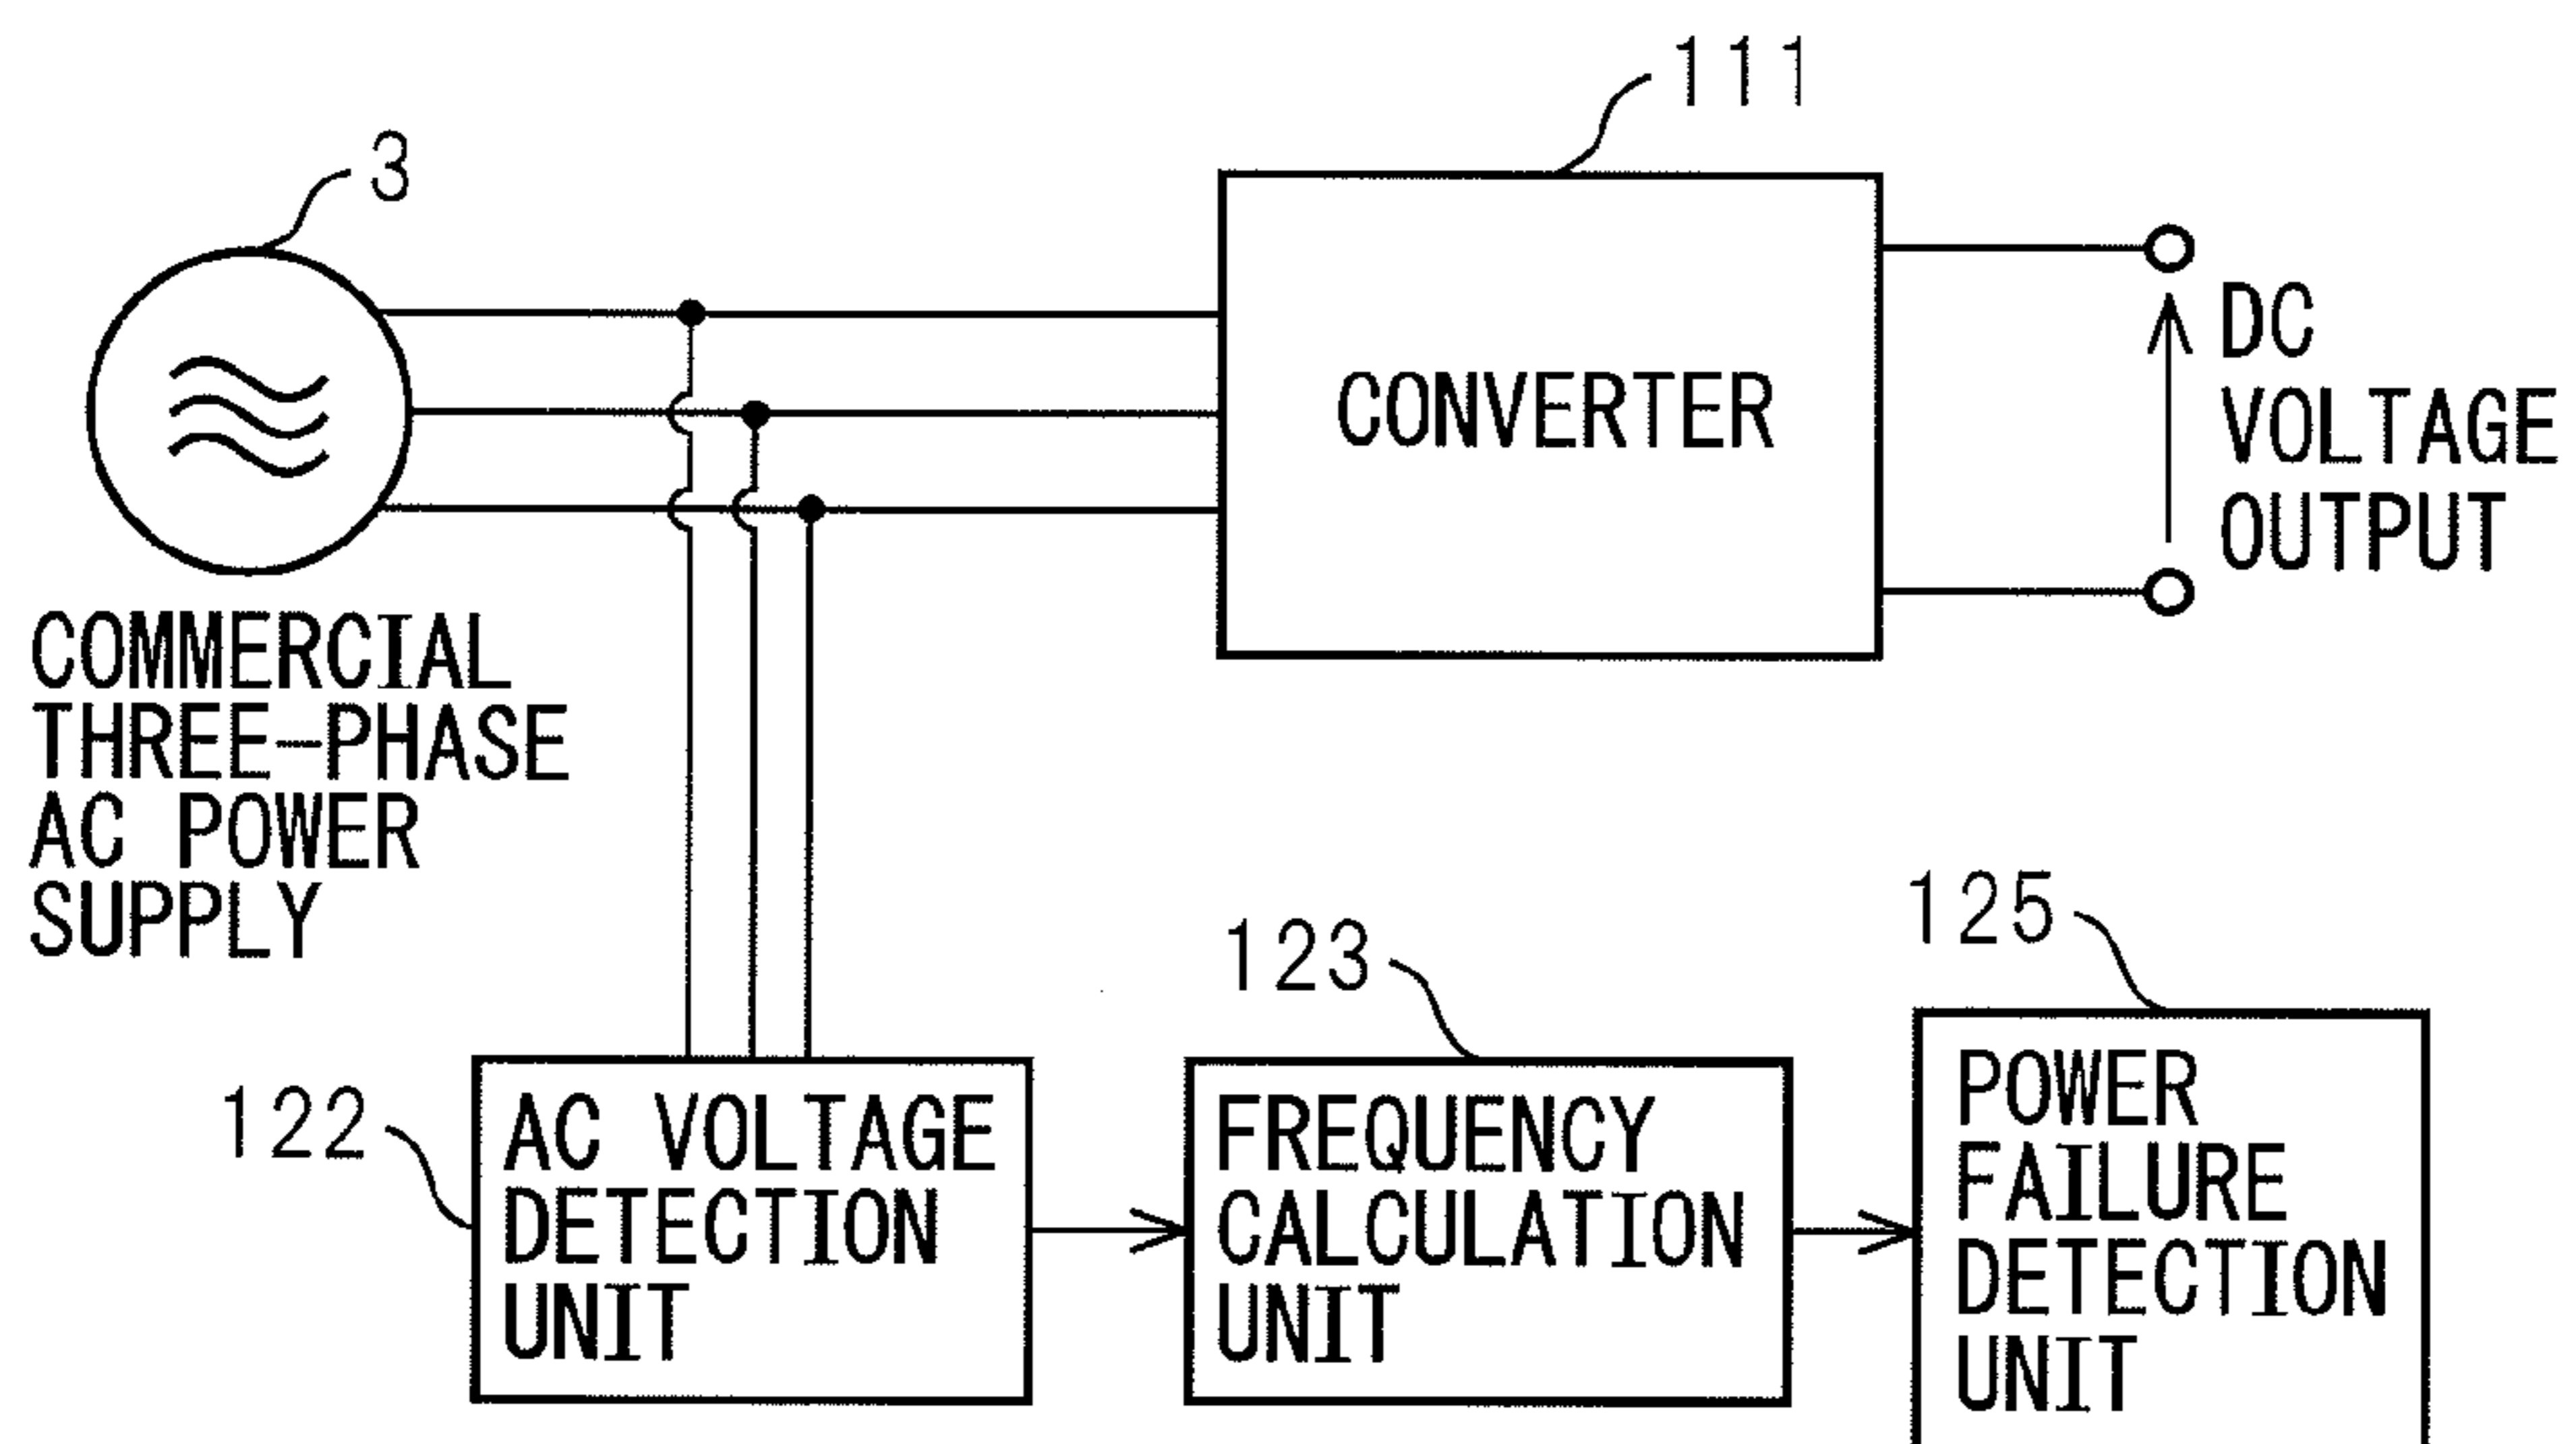 111
3
CONVERTER
DC
VOLTAGE
OUTPUT
COMMERCIAL
THREE-PHASE
AC POWER
SUPPLY
122
AC VOLTAGE
DETECTION
UNIT
123
FREQUENCY
CALCULATION
UNIT
125
POWER
FAILURE
DETECTION
UNIT